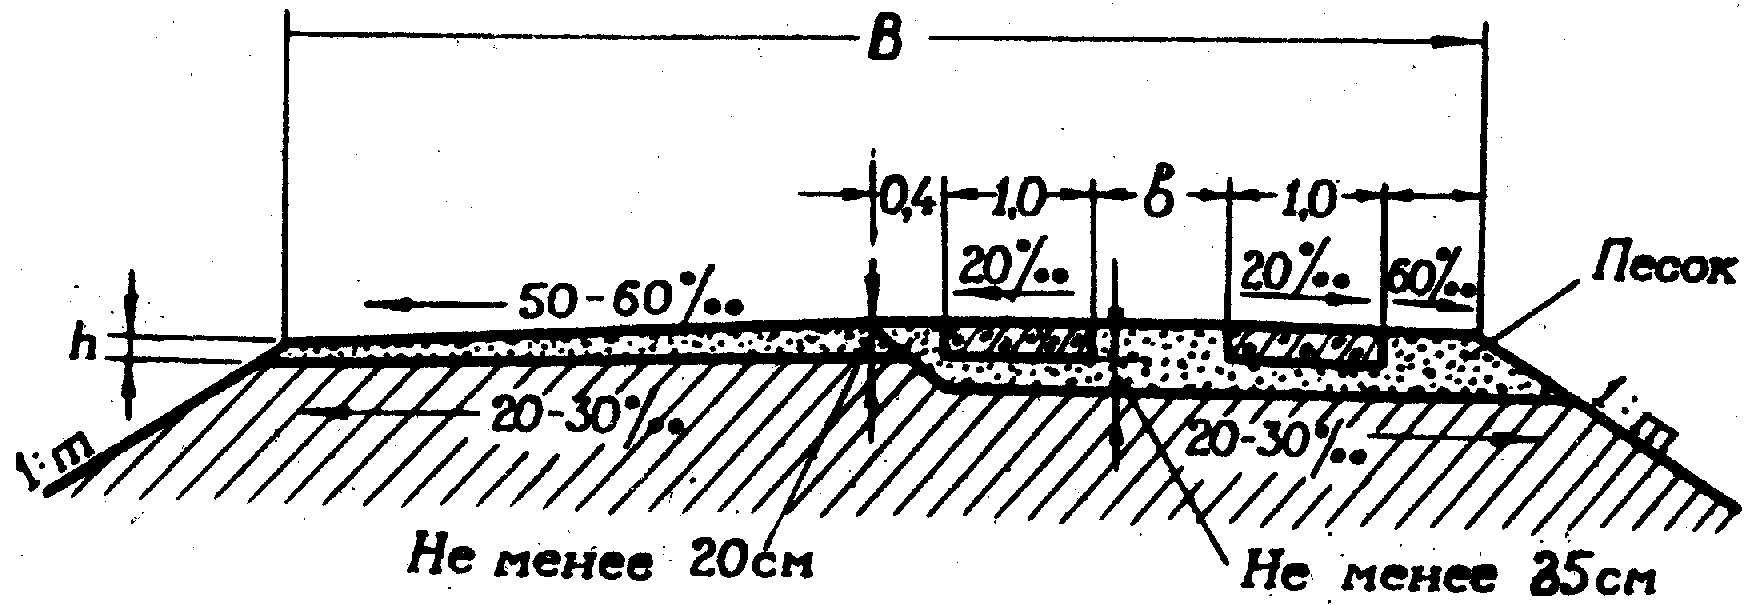 В
0,4 1,0 в 1,0
20‰ 20‰ 60‰
Песок
50-60‰
h
20-30‰ 20-30‰
1:m 1:m
Не менее 20см
Не менее см